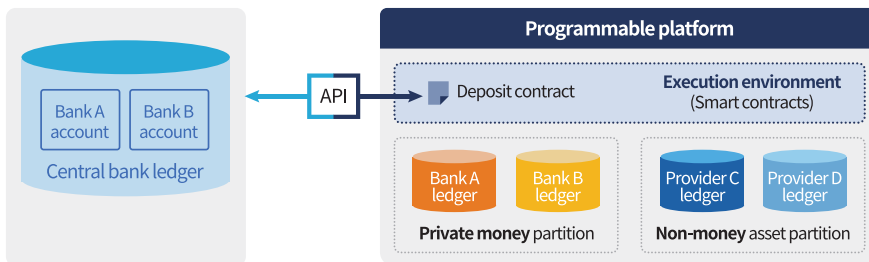 Programmable platform
Bank A
account
Bank B
account
Central bank ledger
API
Deposit contract
Execution environment
(Smart contracts)
Bank A
ledger
Bank B
ledger
Private money partition
Provider C
ledger
Provider D
ledger
Non-money asset partition